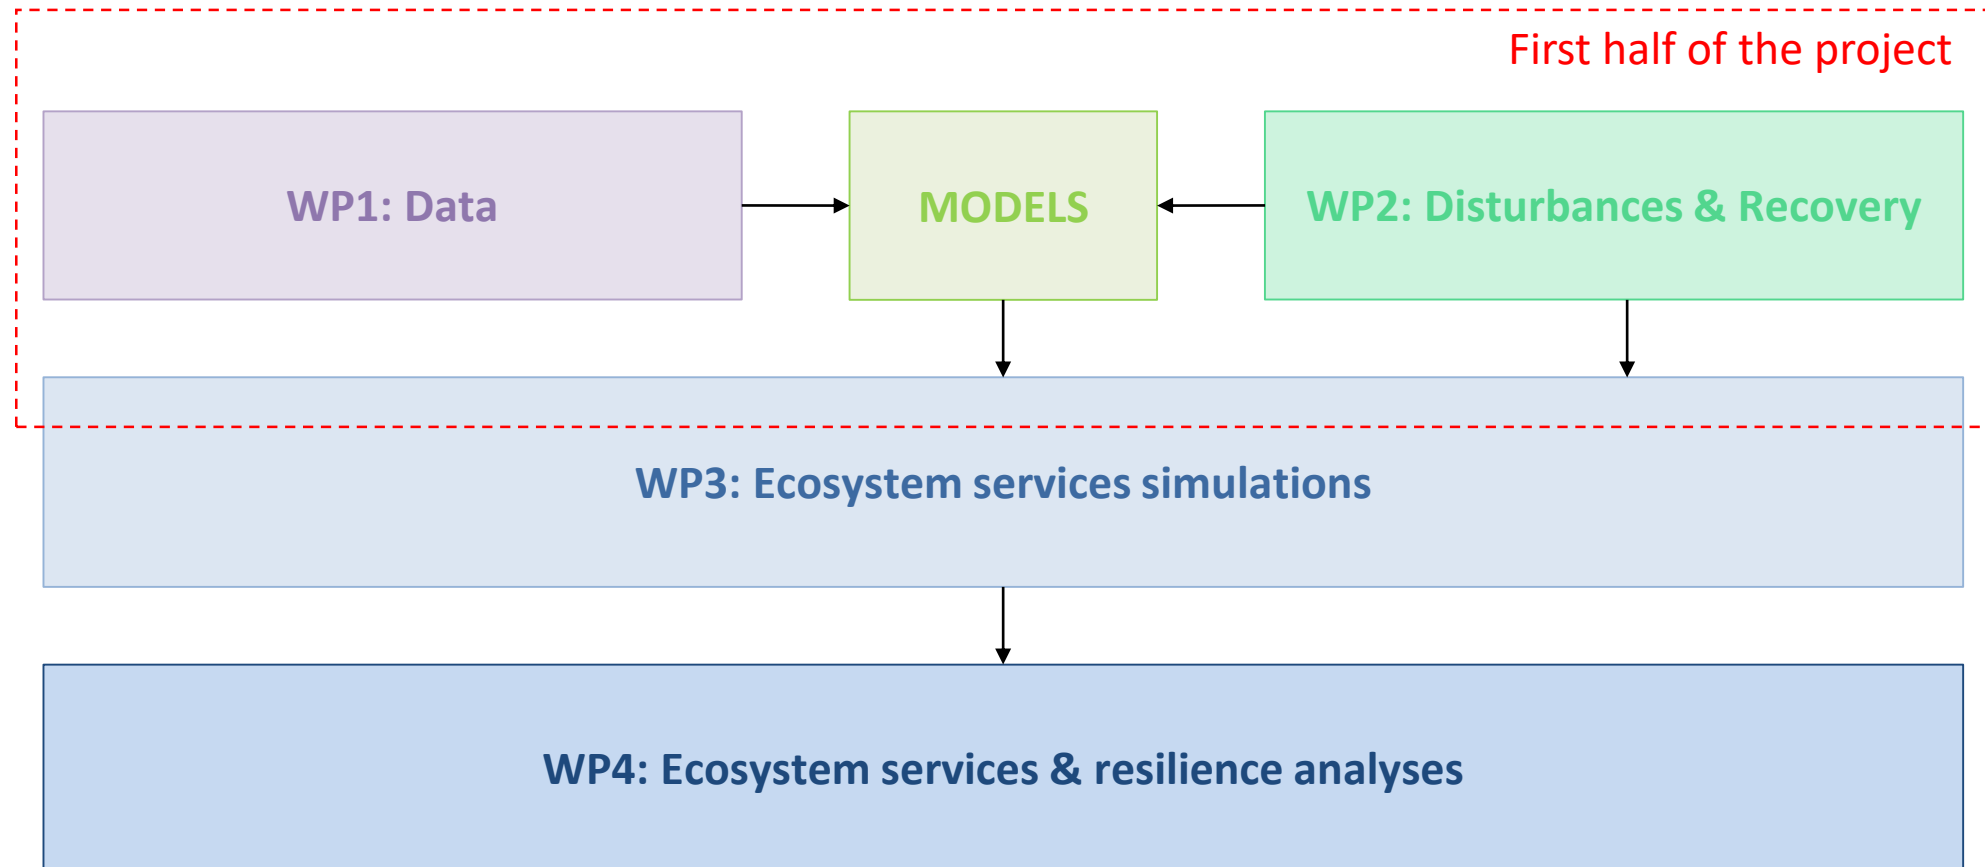 First half of the project
WP1: Data
MODELS
WP2: Disturbances & Recovery
WP3: Ecosystem services simulations
WP4: Ecosystem services & resilience analyses